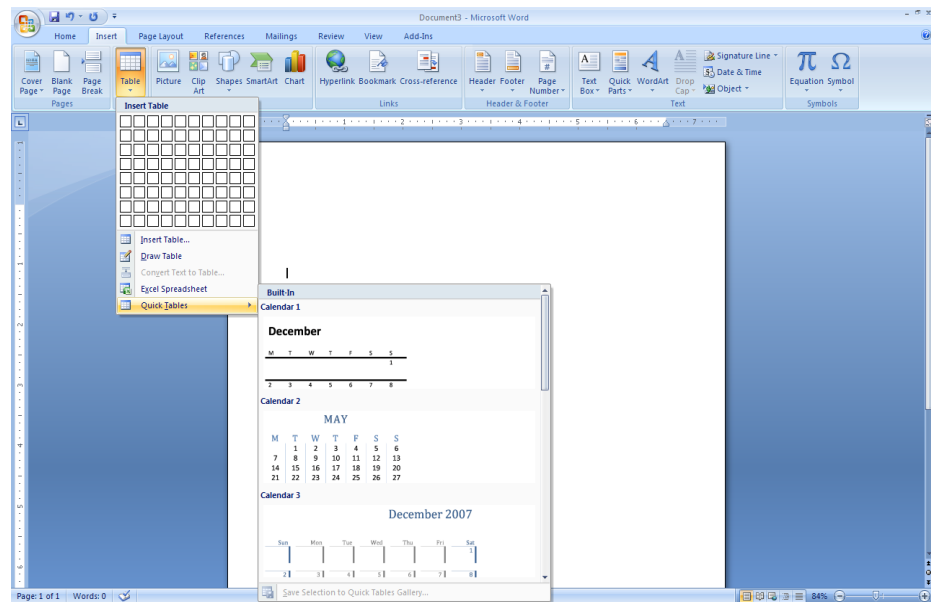 Document3 - Microsoft Word
Home Insert Page Layout References Mailings Review View Add-Ins
Cover Page Blank Page Page Break Table Picture Clip Art Shapes SmartArt Chart Hyperlink Bookmark Cross-reference Header Footer Page Number Text Box Quick Parts WordArt Drop Cap Signature Line Date & Time Object Equation Symbol
Pages Links Header & Footer Text Symbols
Insert Table
Insert Table...
Draw Table
Convert Text to Table...
Excel Spreadsheet
Quick Tables
Built-In
Calendar 1
December
M T W T F S S
1
2 3 4 5 6 7 8
Calendar 2
MAY
M T W T F S S
1 2 3 4 5 6
7 8 9 10 11 12 13
14 15 16 17 18 19 20
21 22 23 24 25 26 27
Calendar 3
December 2007
Sun Mon Tue Wed Thu Fri Sat
1
2 3 4 5 6 7 8
Save Selection to Quick Tables Gallery...
Page: 1 of 1 Words: 0 84%